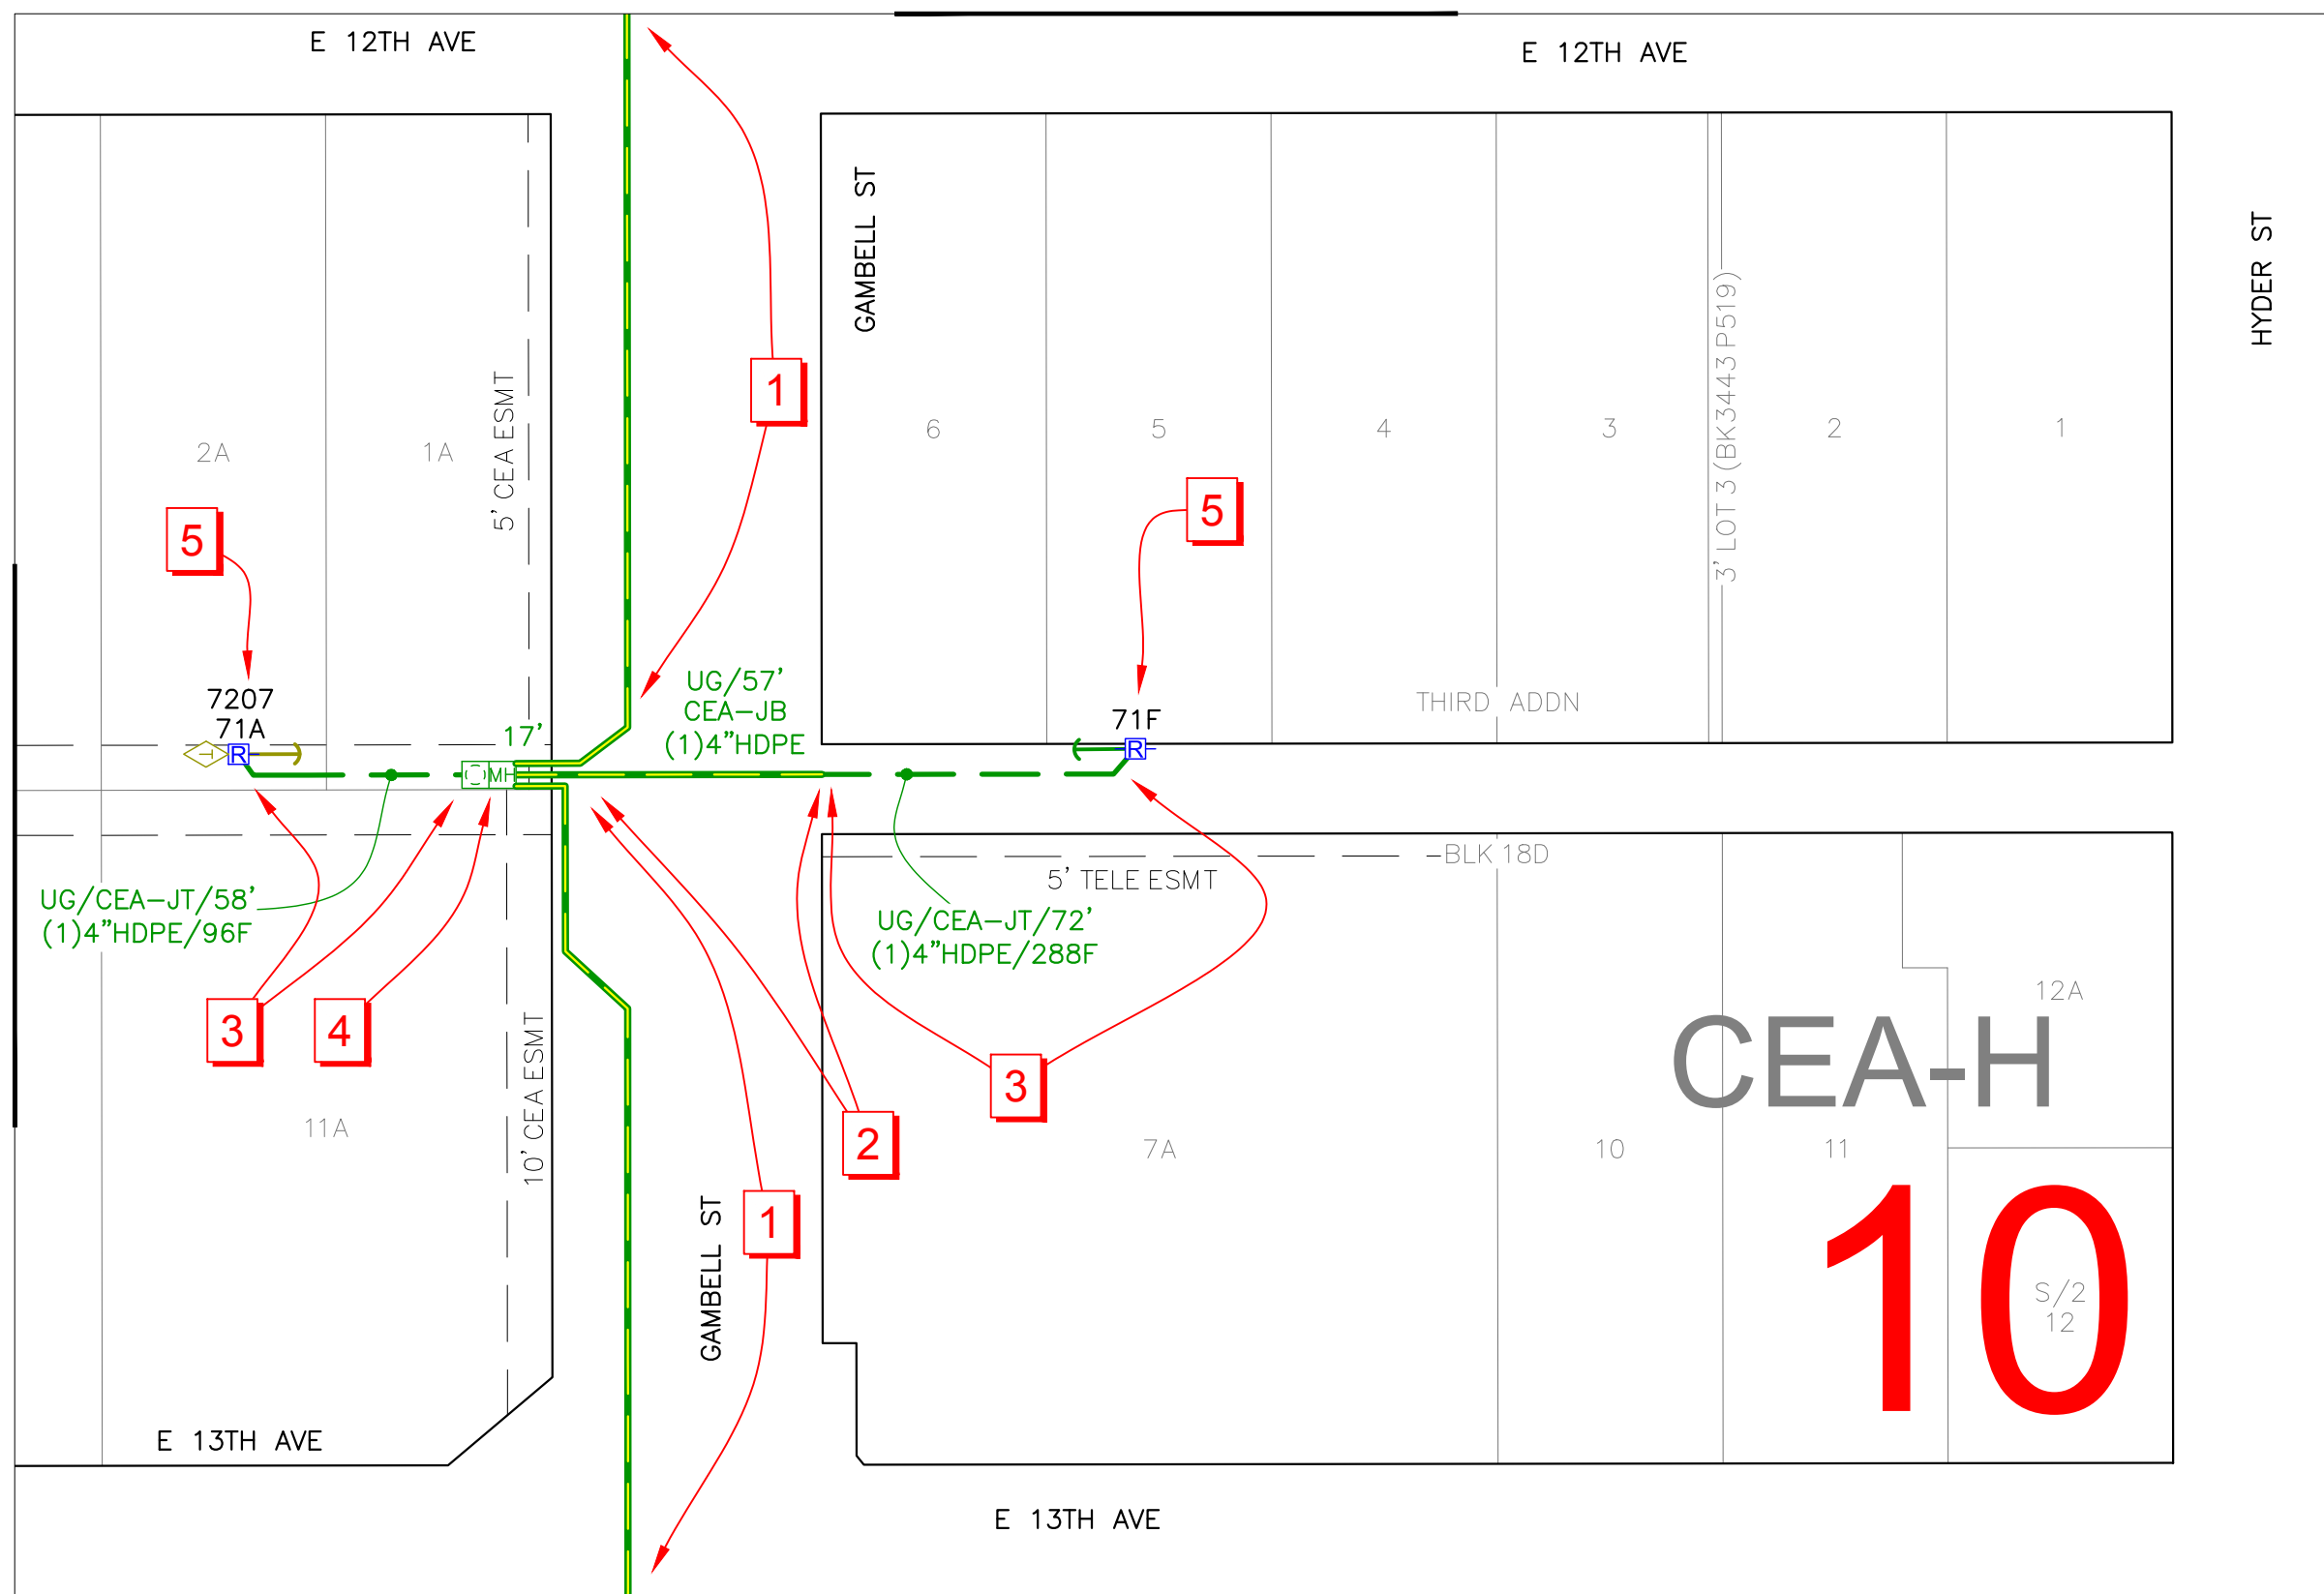 E 12TH AVE
E 12TH AVE
GAMBELL ST
HYDER ST
5' CEA ESMT
3' LOT 3 (BK3443 P519)
1
6
5
4
3
2
1
2A
1A
5
5
UG/57'
CEA-JB
(1)4"HDPE
7207
71A
17'
71F
THIRD ADDN
T
R
MH
R
BLK 18D
5' TELE ESMT
UG/CEA-JT/58'
(1)4"HDPE/96F
UG/CEA-JT/72'
(1)4"HDPE/288F
12A
3
4
3
CEA-H
10' CEA ESMT
11A
2
7A
10
11
1
GAMBELL ST
10
S/2
12
E 13TH AVE
E 13TH AVE